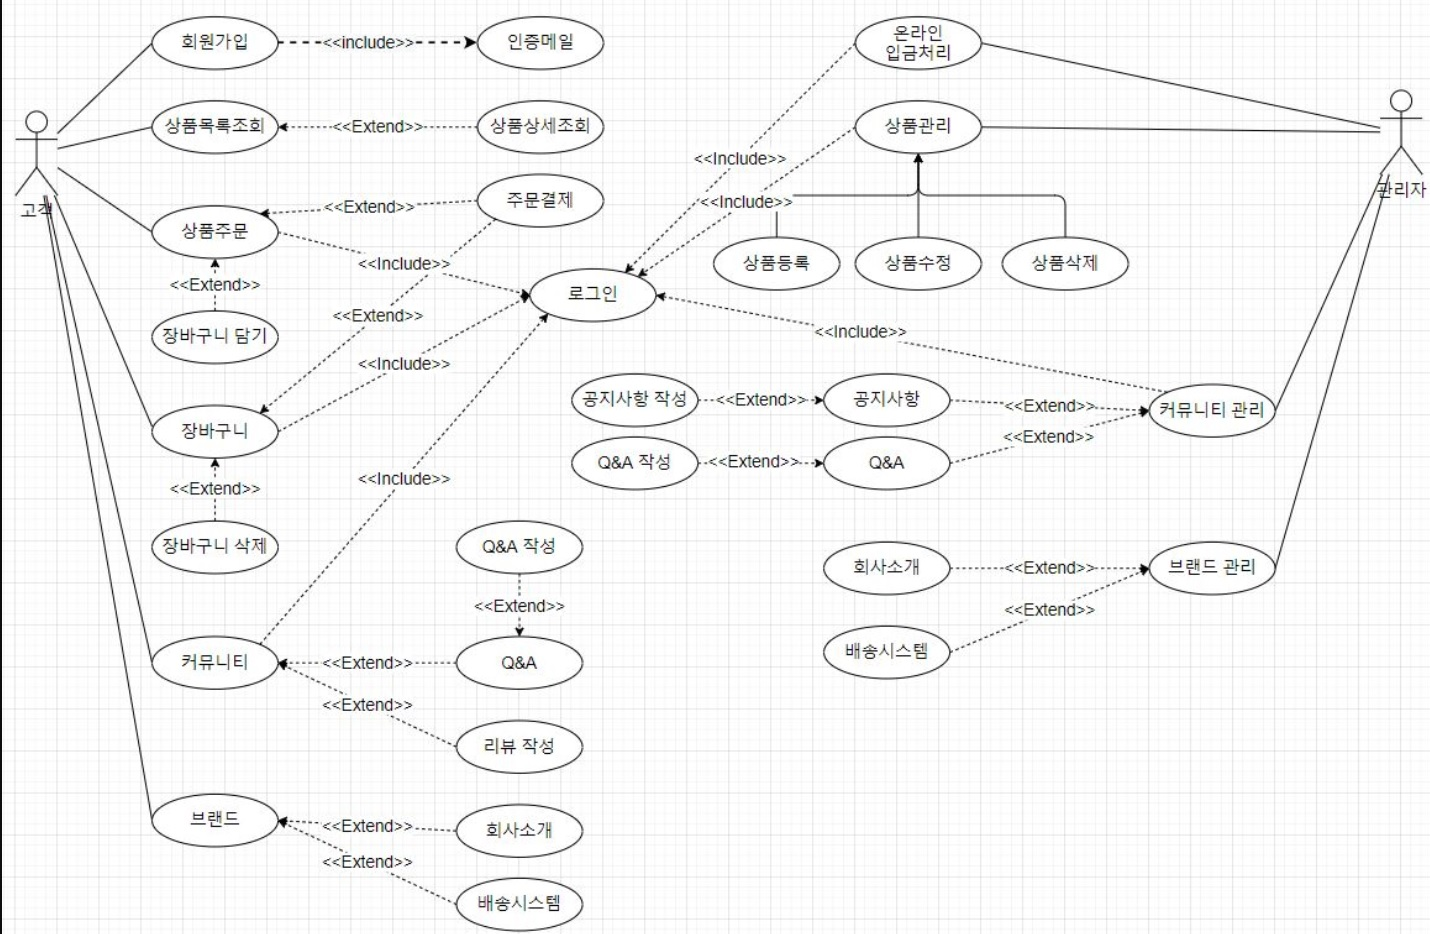 회원가입
<<include>>
인증메일
온라인
입금처리
상품목록조회
<<Extend>>
상품상세조회
상품관리
<<Include>>
고객
관리자
<<Extend>>
주문결제
<<Include>>
상품주문
<<Include>>
상품등록
상품수정
상품삭제
<<Extend>>
로그인
<<Extend>>
<<Include>>
장바구니 담기
<<Include>>
공지사항 작성
<<Extend>>
공지사항
<<Extend>>
커뮤니티 관리
장바구니
<<Extend>>
Q&A 작성
<<Extend>>
Q&A
<<Extend>>
<<Include>>
장바구니 삭제
Q&A 작성
회사소개
<<Extend>>
브랜드 관리
<<Extend>>
<<Extend>>
배송시스템
커뮤니티
<<Extend>>
Q&A
<<Extend>>
리뷰 작성
브랜드
<<Extend>>
회사소개
<<Extend>>
배송시스템